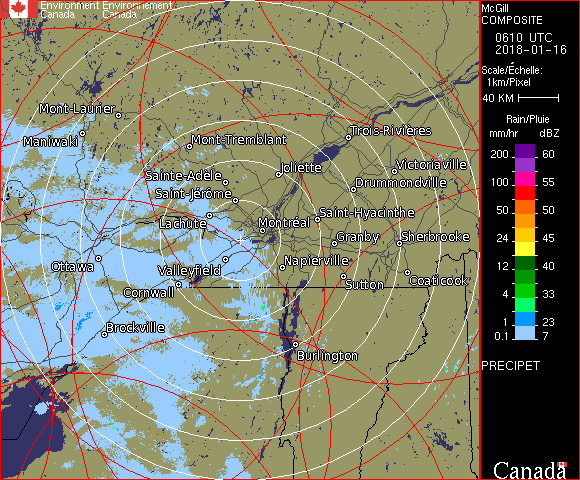 Environment Environnement
Canada Canada
McGill
COMPOSITE
0610 UTC
2018-01-16
Scale/Échelle:
1km/Pixel
40 KM
Rain/Pluie
mm/hr dBZ
200 60
100 55
50 50
24 45
12 40
8 35
4 33
1 23
0.1 7
PRECIPET
Canada
Mont-Laurier
Maniwaki
Mont-Tremblant
Trois-Rivières
Sainte-Adèle
Joliette
Victoriaville
Saint-Jérôme
Drummondville
Lachute
Montréal
Saint-Hyacinthe
Granby
Sherbrooke
Ottawa
Valleyfield
Napierville
Cornwall
Sutton
Coaticook
Brockville
Burlington